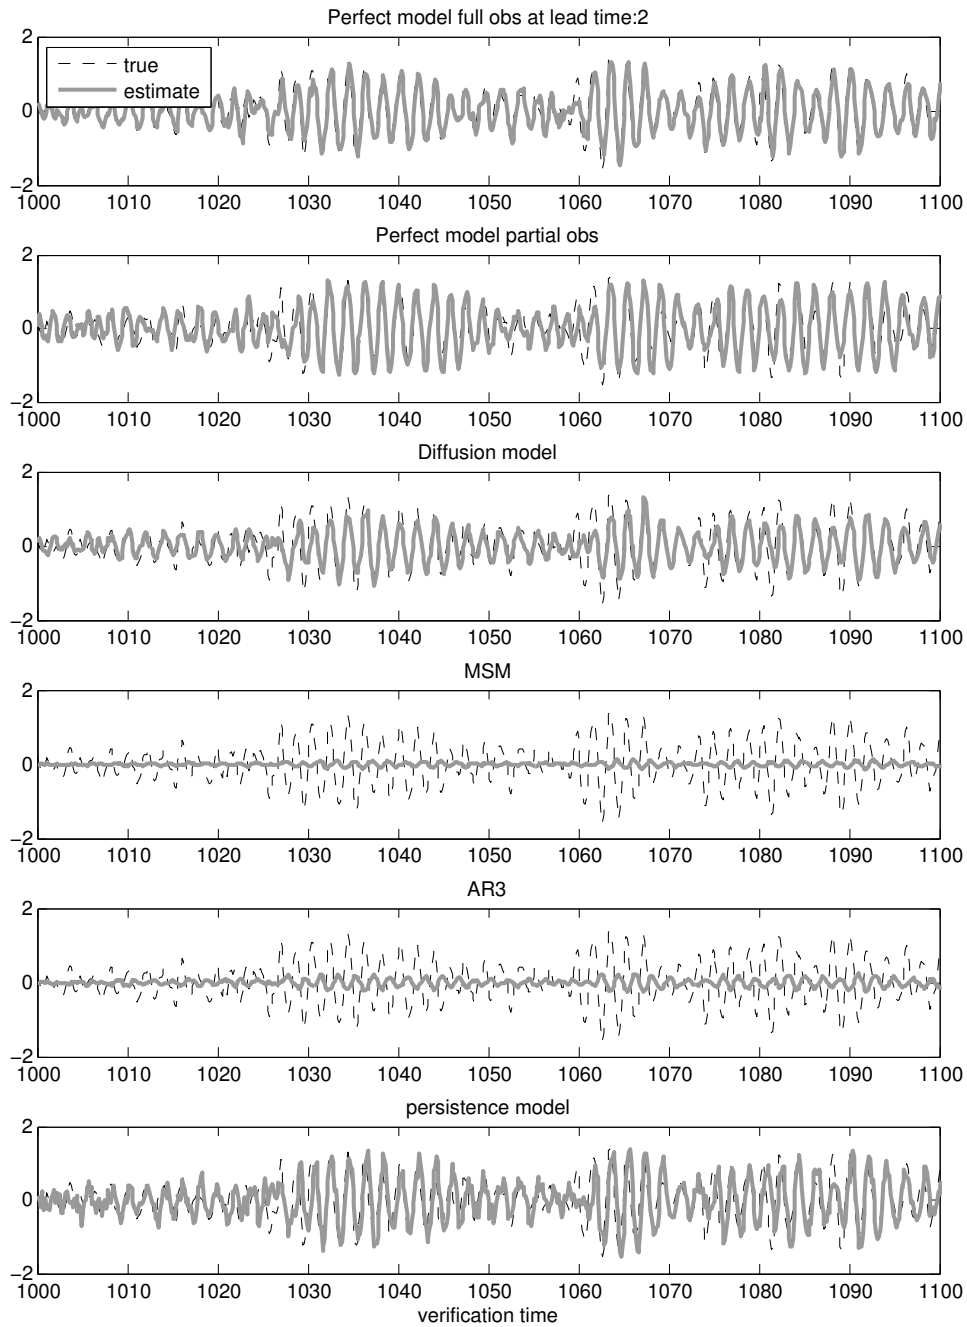 Perfect model full obs at lead time:2
2
true
estimate
0
−2
1000 1010 1020 1030 1040 1050 1060 1070 1080 1090 1100
Perfect model partial obs
2
0
−2
1000 1010 1020 1030 1040 1050 1060 1070 1080 1090 1100
Diffusion model
2
0
−2
1000 1010 1020 1030 1040 1050 1060 1070 1080 1090 1100
MSM
2
0
−2
1000 1010 1020 1030 1040 1050 1060 1070 1080 1090 1100
AR3
2
0
−2
1000 1010 1020 1030 1040 1050 1060 1070 1080 1090 1100
persistence model
2
0
−2
1000 1010 1020 1030 1040 1050 1060 1070 1080 1090 1100
verification time